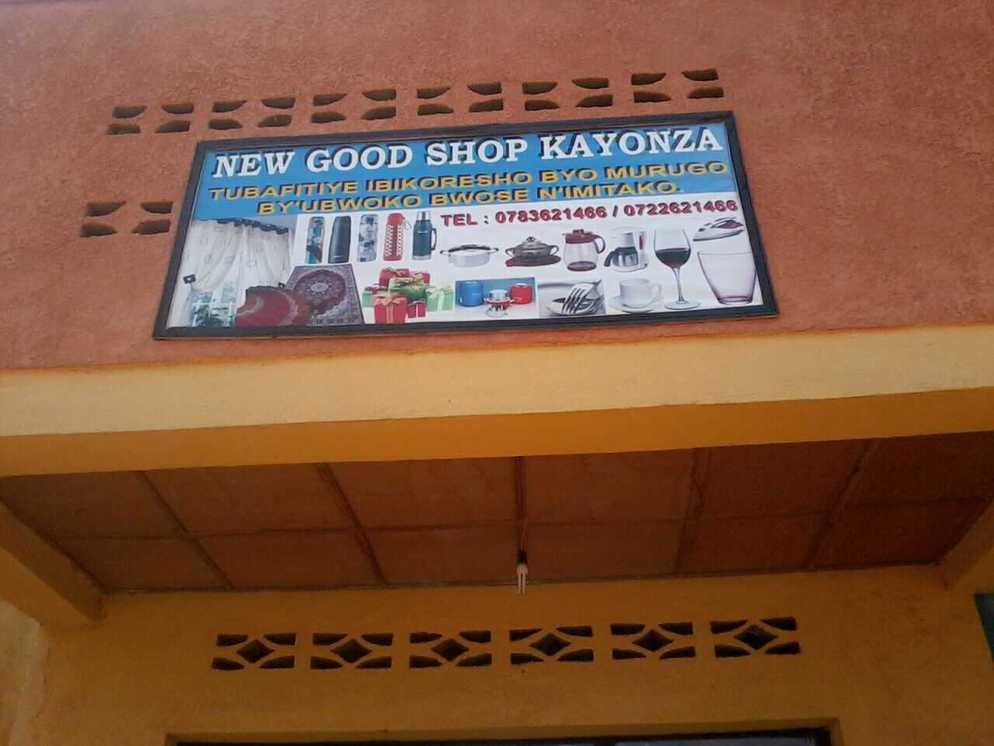 NEW GOOD SHOP KAYONZA
TUBAFITIYE IBIKORESHO BYO MURUGO
BY'UBWOKO BWOSE N'IMITAKO.
TEL : 0783621466 / 0722621466